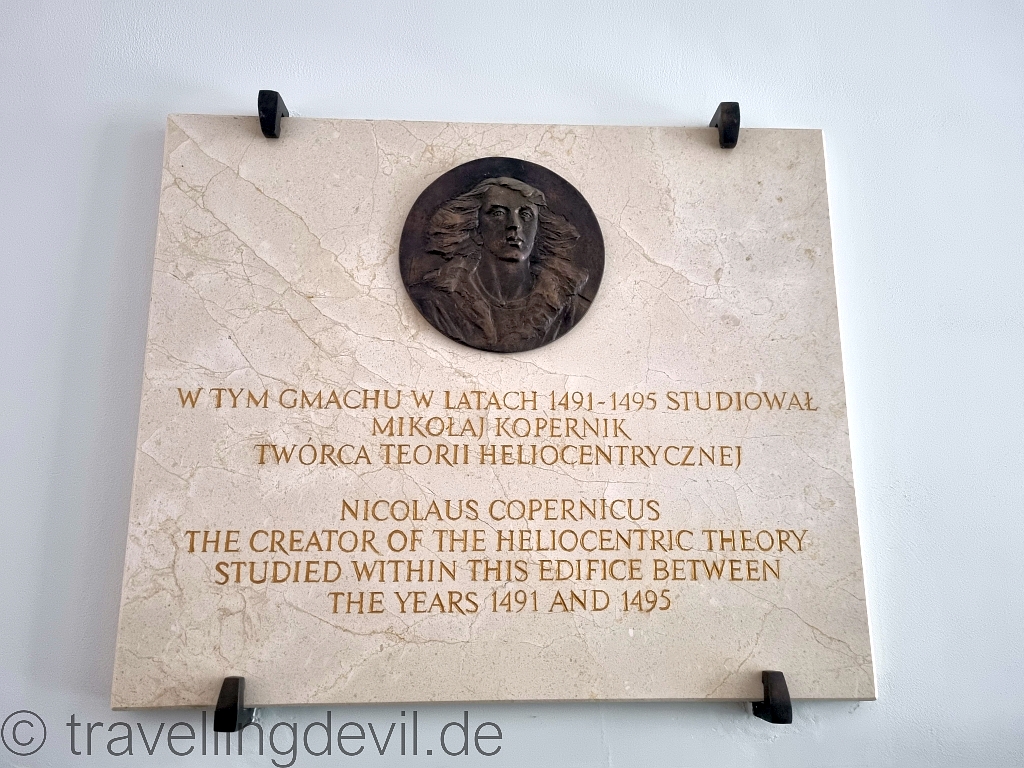 W TYM GMACHU W LATACH 1491-1495 STUDIOWAŁ
MIKOŁAJ KOPERNIK
TWÓRCA TEORII HELIOCENTRYCZNEJ
NICOLAUS COPERNICUS
THE CREATOR OF THE HELIOCENTRIC THEORY
STUDIED WITHIN THIS EDIFICE BETWEEN
THE YEARS 1491 AND 1495
© travellingdevil.de